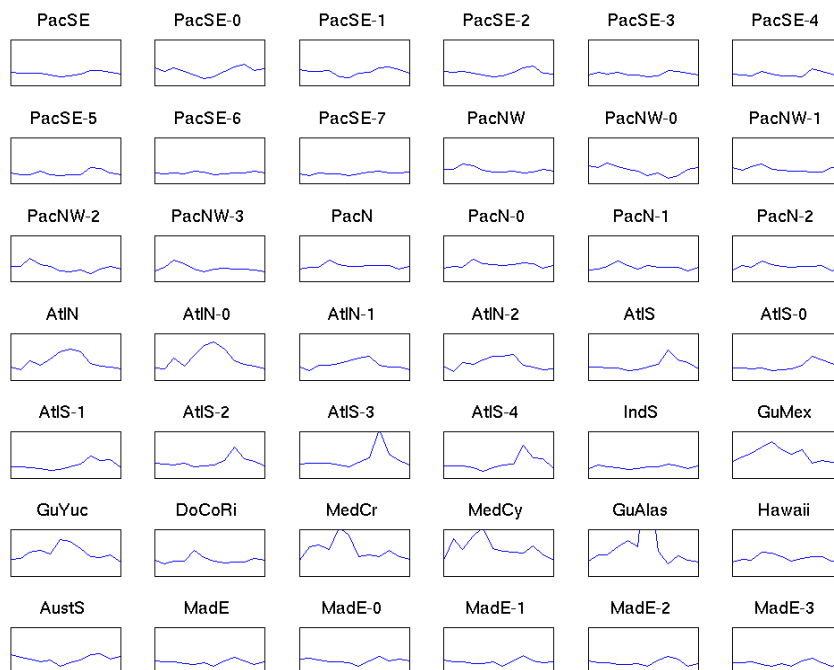 PacSE PacSE-0 PacSE-1 PacSE-2 PacSE-3 PacSE-4
PacSE-5 PacSE-6 PacSE-7 PacNW PacNW-0 PacNW-1
PacNW-2 PacNW-3 PacN PacN-0 PacN-1 PacN-2
AtlN AtlN-0 AtlN-1 AtlN-2 AtlS AtlS-0
AtlS-1 AtlS-2 AtlS-3 AtlS-4 IndS GuMex
GuYuc DoCoRi MedCr MedCy GuAlas Hawaii
AustS MadE MadE-0 MadE-1 MadE-2 MadE-3